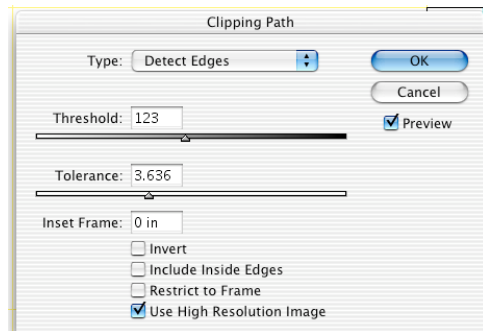 Clipping Path
Type: Detect Edges
OK
Cancel
Preview
Threshold: 123
Tolerance: 3.636
Inset Frame: 0 in
Invert
Include Inside Edges
Restrict to Frame
Use High Resolution Image